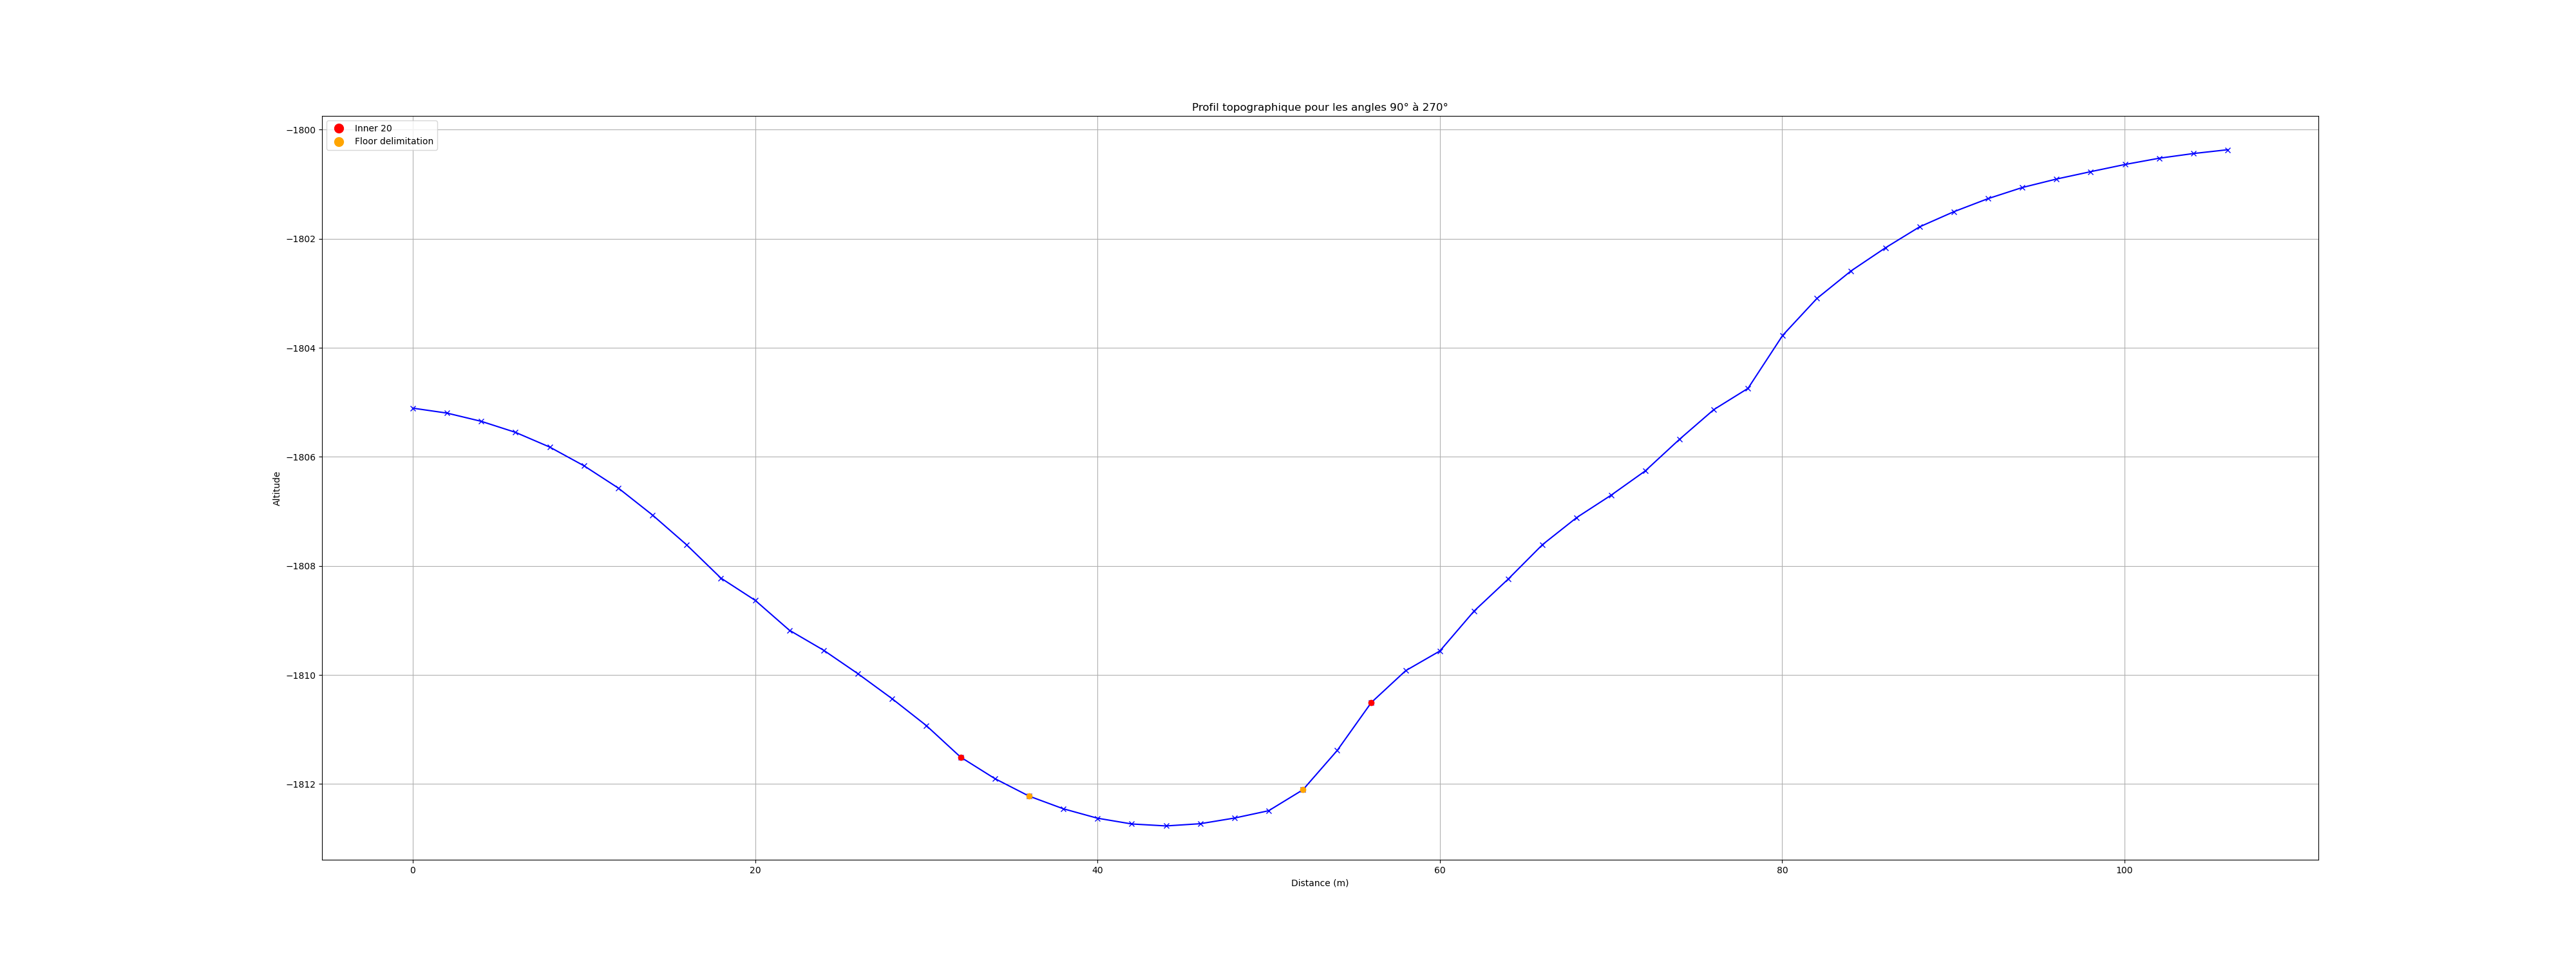 Profil topographique pour les angles 90° à 270°
Inner 20
Floor delimitation
−1800
−1802
−1804
−1806
−1808
−1810
−1812
Altitude
0
20
40
60
80
100
Distance (m)